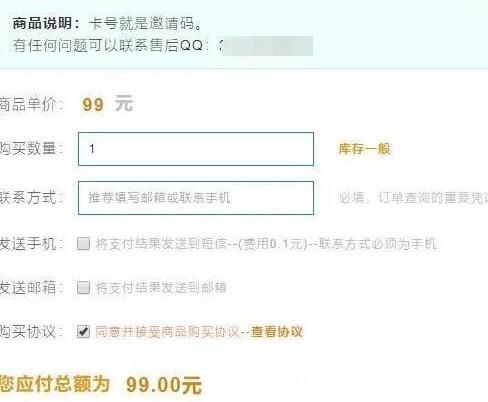 商品说明：卡号就是邀请码。
有任何问题可以联系售后QQ：
商品单价： 99 元
购买数量： 1 库存一般
联系方式： 推荐填写邮箱或联系手机 必填，订单查询的重要凭
发送手机： 将支付结果发送到短信--(费用0.1元)--联系方式必须为手机
发送邮箱： 将支付结果发送到邮箱
购买协议： 同意并接受商品购买协议--查看协议
您应付总额为 99.00元